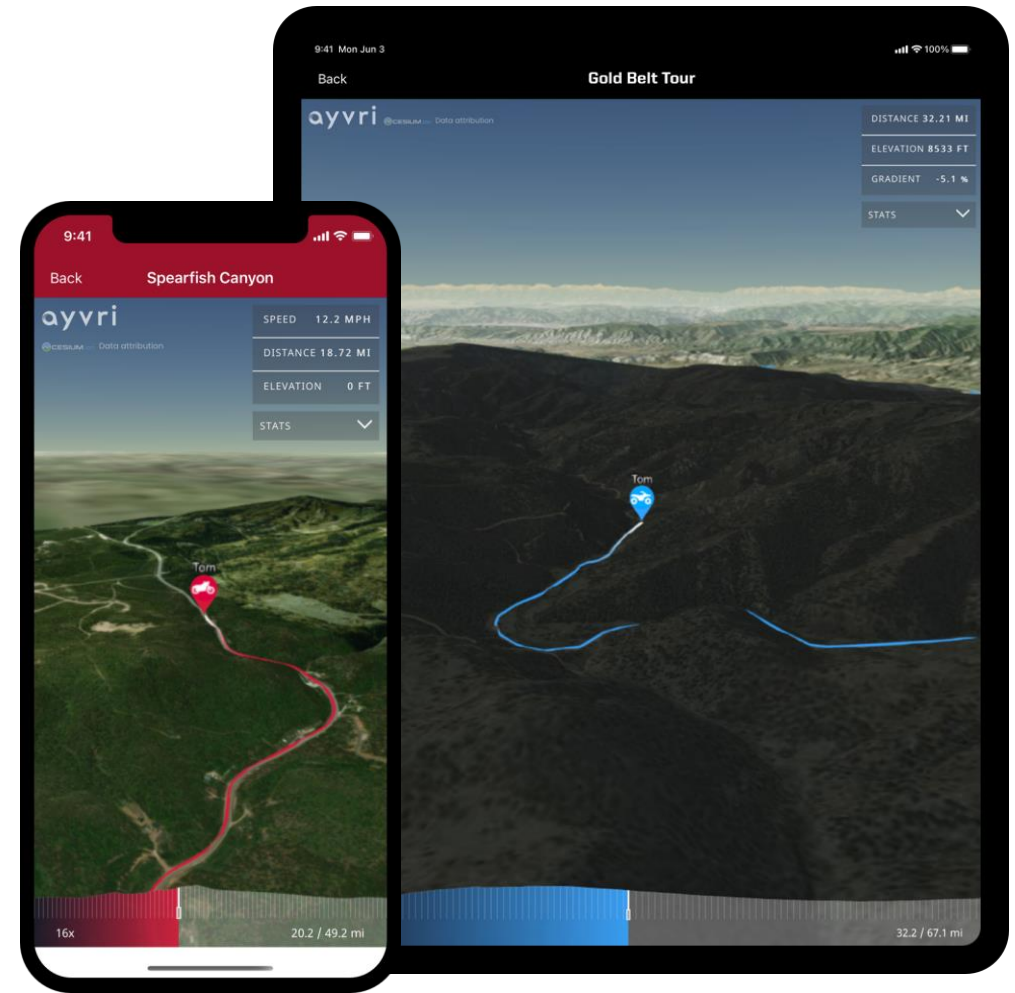 9:41 Mon Jun 3
100%
Back
Gold Belt Tour
ayvri
CESIUM
Data attribution
DISTANCE 32.21 MI
ELEVATION 8533 FT
GRADIENT -5.1 %
STATS
Tom
32.2 / 67.1 mi
9:41
Back
Spearfish Canyon
ayvri
CESIUM
Data attribution
SPEED 12.2 MPH
DISTANCE 18.72 MI
ELEVATION 0 FT
STATS
Tom
16x
20.2 / 49.2 mi